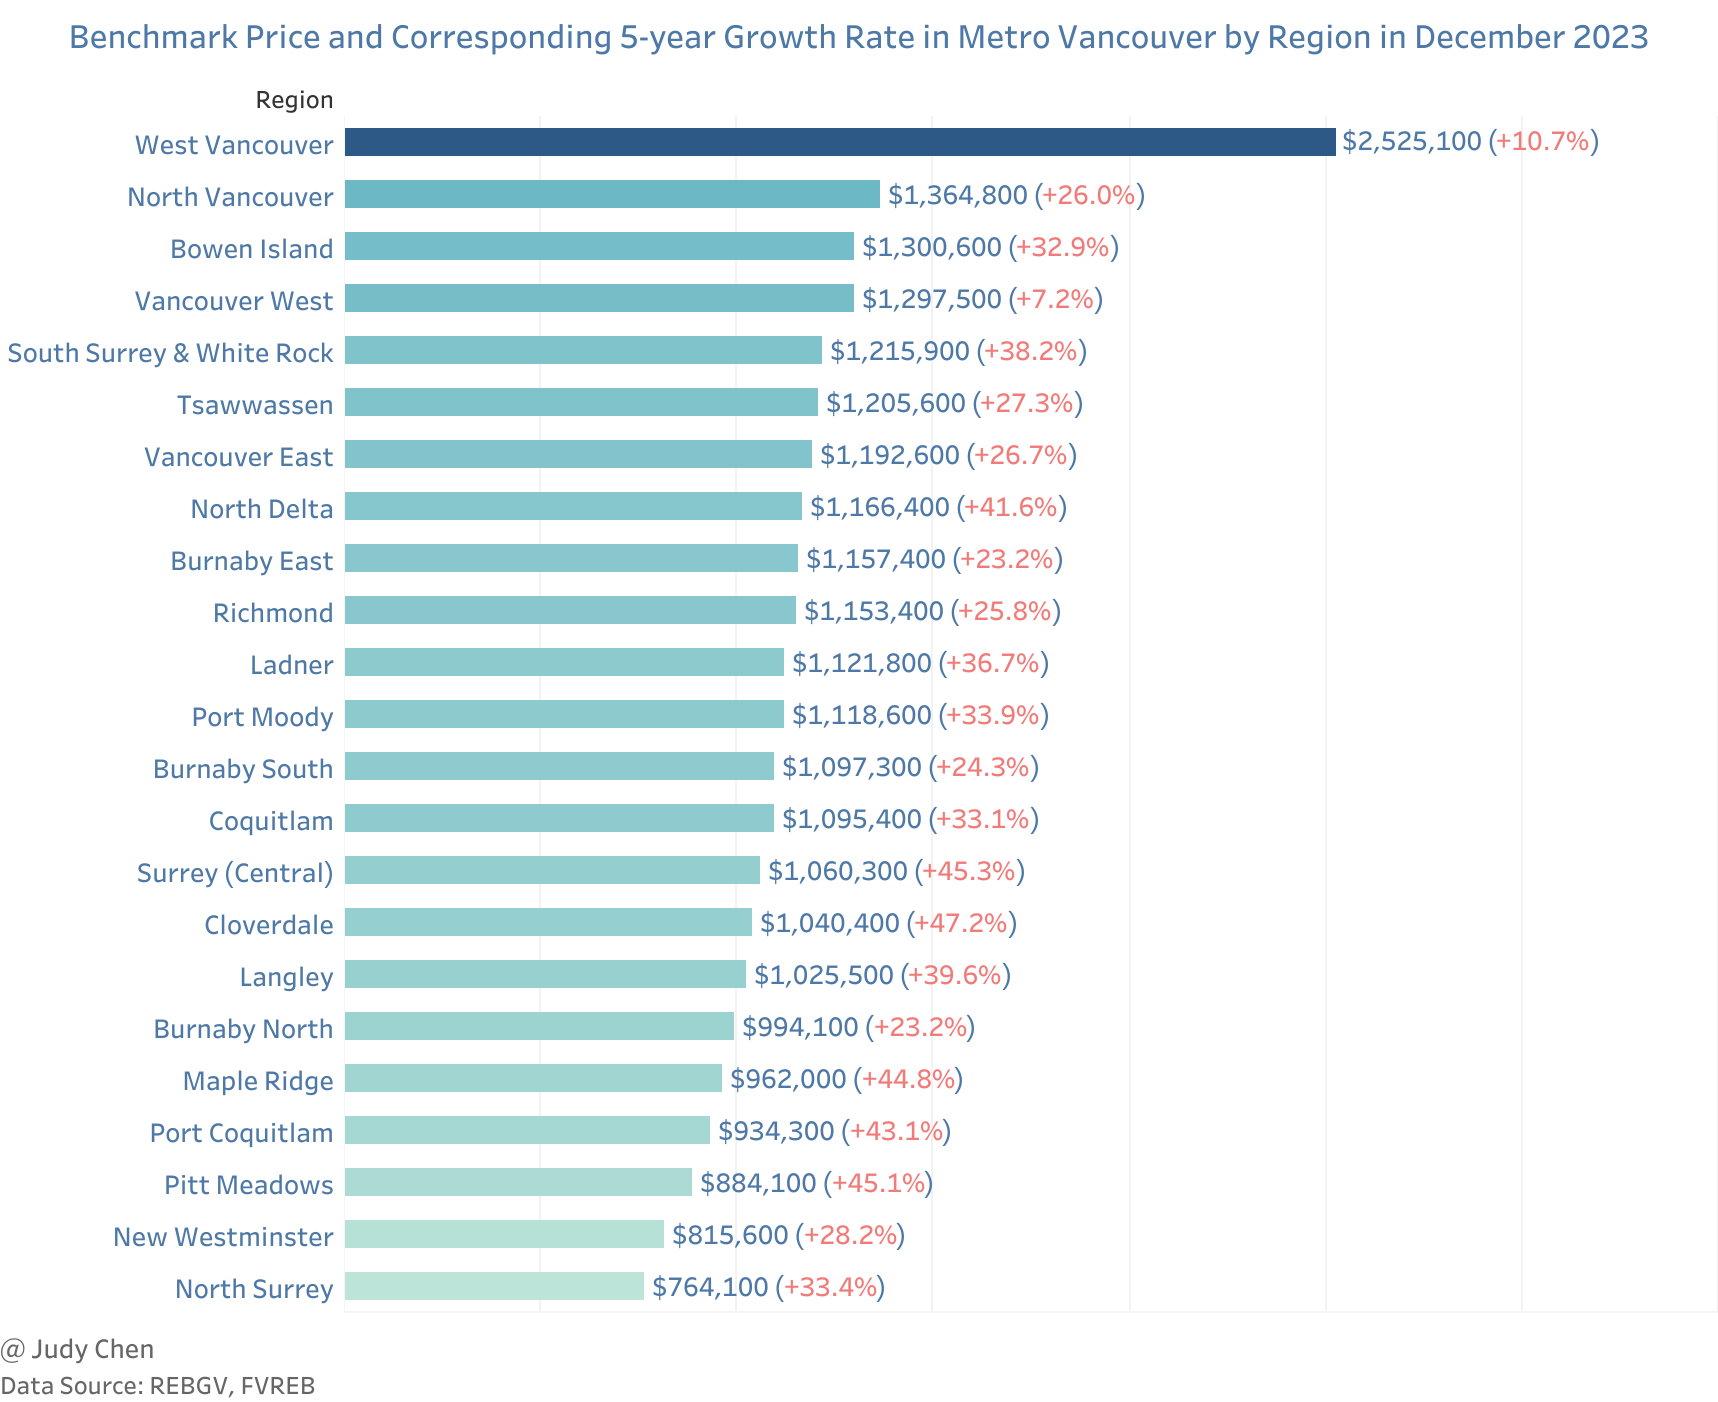 Benchmark Price and Corresponding 5-year Growth Rate in Metro Vancouver by Region in December 2023
Region
West Vancouver $2,525,100 (+10.7%)
North Vancouver $1,364,800 (+26.0%)
Bowen Island $1,300,600 (+32.9%)
Vancouver West $1,297,500 (+7.2%)
South Surrey & White Rock $1,215,900 (+38.2%)
Tsawwassen $1,205,600 (+27.3%)
Vancouver East $1,192,600 (+26.7%)
North Delta $1,166,400 (+41.6%)
Burnaby East $1,157,400 (+23.2%)
Richmond $1,153,400 (+25.8%)
Ladner $1,121,800 (+36.7%)
Port Moody $1,118,600 (+33.9%)
Burnaby South $1,097,300 (+24.3%)
Coquitlam $1,095,400 (+33.1%)
Surrey (Central) $1,060,300 (+45.3%)
Cloverdale $1,040,400 (+47.2%)
Langley $1,025,500 (+39.6%)
Burnaby North $994,100 (+23.2%)
Maple Ridge $962,000 (+44.8%)
Port Coquitlam $934,300 (+43.1%)
Pitt Meadows $884,100 (+45.1%)
New Westminster $815,600 (+28.2%)
North Surrey $764,100 (+33.4%)
@ Judy Chen
Data Source: REBGV, FVREB